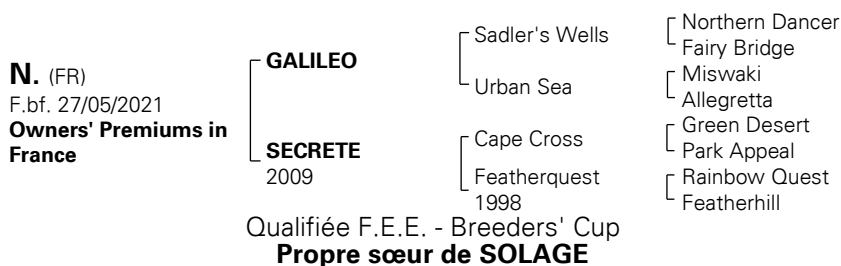 N. (FR)
F.bf. 27/05/2021
Owners' Premiums in
France
GALILEO
SECRETE
2009
Sadler's Wells
Urban Sea
Cape Cross
Featherquest
1998
Northern Dancer
Fairy Bridge
Miswaki
Allegretta
Green Desert
Park Appeal
Rainbow Quest
Featherhill
Qualifiée F.E.E. - Breeders' Cup
Propre sœur de SOLAGE